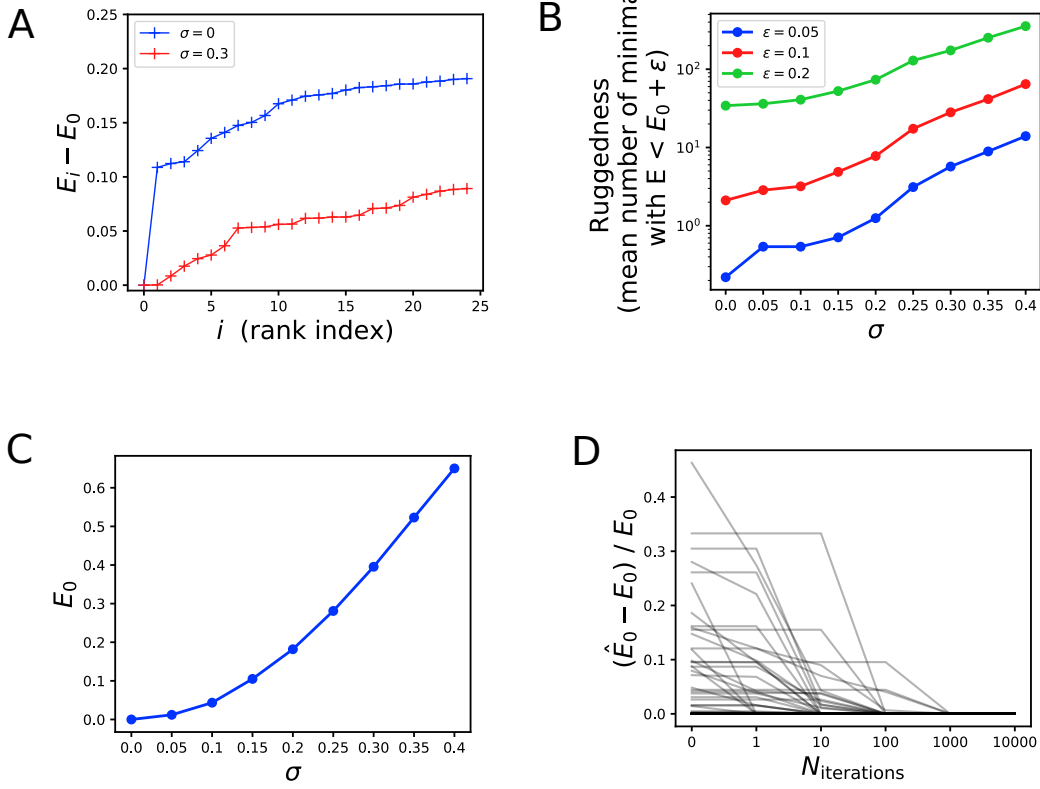 A
σ = 0
σ = 0.3
0.25
0.20
0.15
0.10
0.05
0.00
E_i − E_0
0 5 10 15 20 25
i (rank index)
B
ε = 0.05
ε = 0.1
ε = 0.2
10^2
10^1
10^0
Ruggedness
(mean number of minima
with E < E_0 + ε)
0.0 0.05 0.1 0.15 0.2 0.25 0.30 0.35 0.4
σ
C
0.6
0.5
0.4
0.3
0.2
0.1
0.0
E_0
0.0 0.05 0.1 0.15 0.2 0.25 0.30 0.35 0.4
σ
D
0.4
0.3
0.2
0.1
0.0
(Ê_0 − E_0) / E_0
0 1 10 100 1000 10000
N_iterations